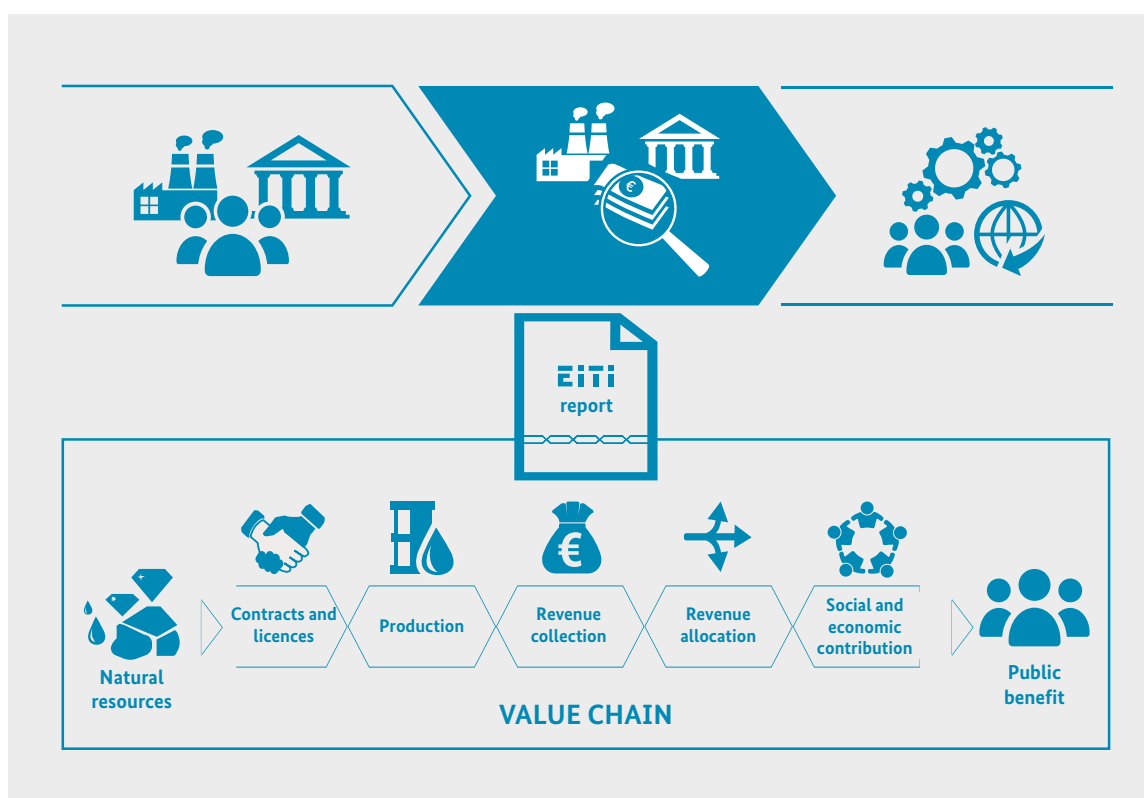 EITI
report
Contracts and
licences
Production
Revenue
collection
Revenue
allocation
Social and
economic
contribution
Natural
resources
Public
benefit
VALUE CHAIN